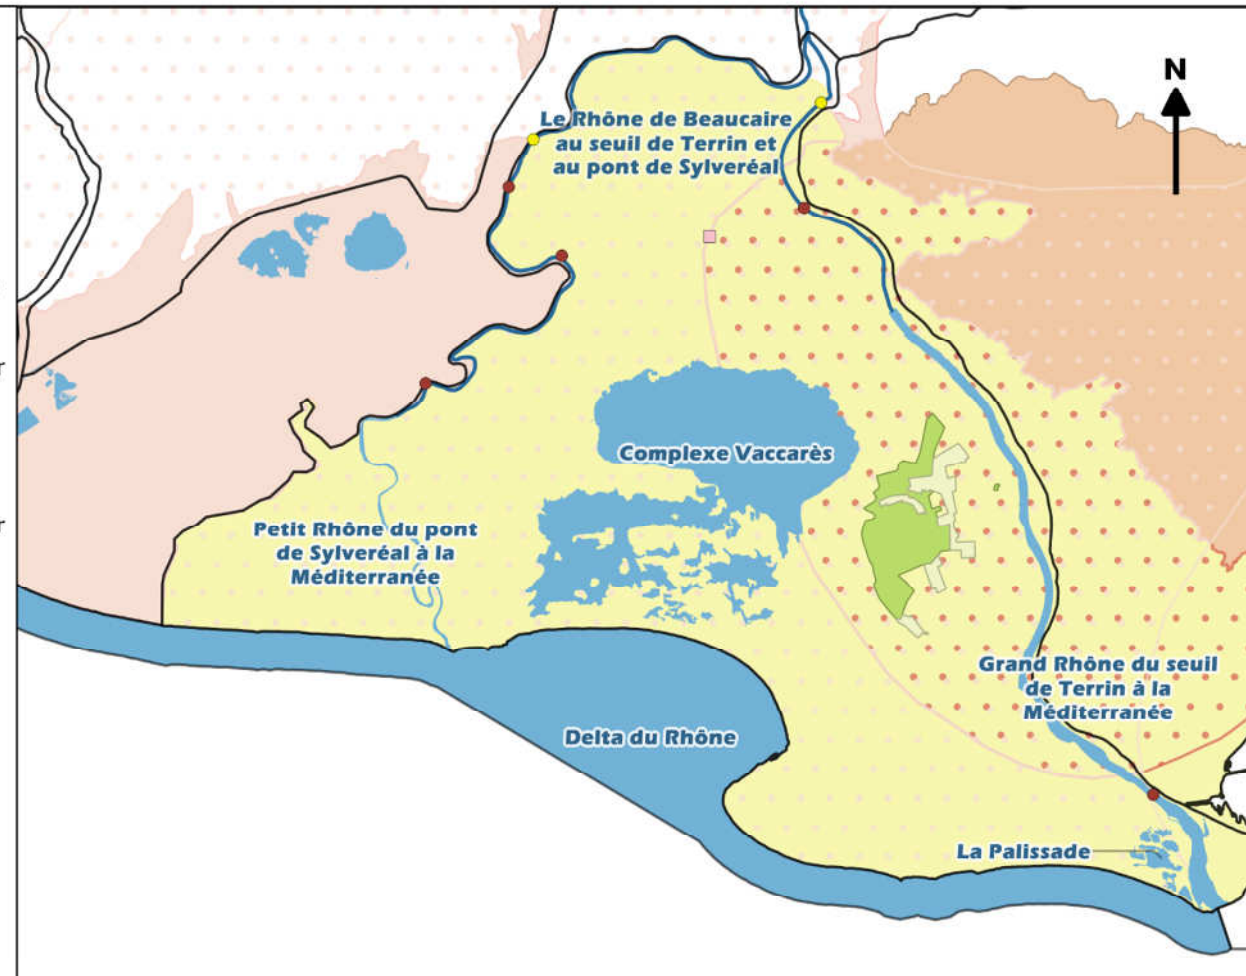 N
Le Rhône de Beaucaire
au seuil de Terrin et
au pont de Sylveréal
r
Complexe Vaccarès
r
Petit Rhône du pont
de Sylveréal à la
Méditerranée
Grand Rhône du seuil
de Terrin à la
Méditerranée
Delta du Rhône
La Palissade